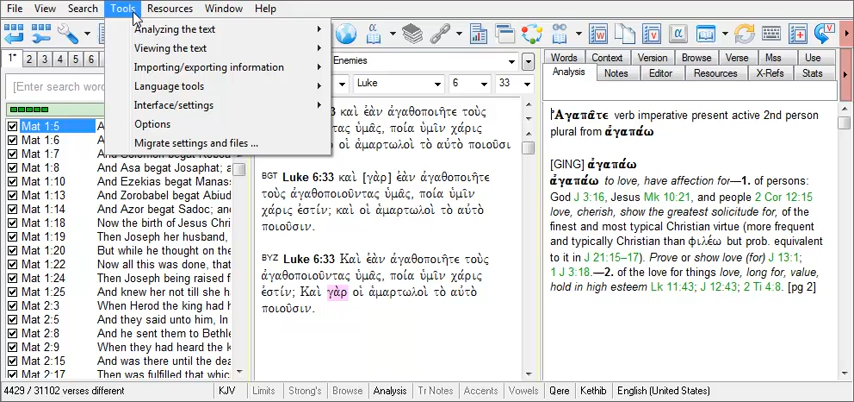 File View Search Tools Resources Window Help
1* 2 3 4 5 6
[Enter search word
Mat 1:5
Mat 1:6
Mat 1:7
Mat 1:10 And Ezekias begat Manass
Mat 1:13 And Zorobabel begat Abiud
Mat 1:14 And Azor begat Sadoc; and
Mat 1:18 Now the birth of Jesus Chris
Mat 1:19 Then Joseph her husband,
Mat 1:20 But while he thought on the
Mat 1:22 Now all this was done, that
Mat 1:24 Then Joseph being raised f
Mat 1:25 And knew her not till she ha
Mat 2:3 When Herod the king had h
Mat 2:5 And they said unto him, In
Mat 2:8 And he sent them to Bethle
Mat 2:9 When they had heard the k
Mat 2:15 And was there until the dea
Mat 2:17 Then was fulfilled that whic
Analyzing the text
Viewing the text
Importing/exporting information
Language tools
Interface/settings
Options
Migrate settings and files ...
Enemies
Luke 6 33
καὶ ἐὰν ἀγαθοποιῆτε τοὺς
ἀγαθοποιοῦντας ὑμᾶς, ποία ὑμῖν χάρις
ἐστίν; καὶ οἱ ἁμαρτωλοὶ τὸ αὐτὸ ποιοῦσι
BGT Luke 6:33 καὶ [γὰρ] ἐὰν ἀγαθοποιῆτε
τοὺς ἀγαθοποιοῦντας ὑμᾶς, ποία ὑμῖν
χάρις ἐστίν; καὶ οἱ ἁμαρτωλοὶ τὸ αὐτὸ
ποιοῦσιν.
BYZ Luke 6:33 Καὶ ἐὰν ἀγαθοποιῆτε τοὺς
ἀγαθοποιοῦντας ὑμᾶς, ποία ὑμῖν χάρις
ἐστίν; Καὶ γὰρ οἱ ἁμαρτωλοὶ τὸ αὐτὸ
ποιοῦσιν.
Words Context Version Browse Verse Mss Use
Analysis Notes Editor Resources X-Refs Stats
Ἀγαπᾶτε verb imperative present active 2nd person
plural from ἀγαπάω
[GING] ἀγαπάω
ἀγαπάω to love, have affection for—1. of persons:
God J 3:16, Jesus Mk 10:21, and people 2 Cor 12:15
love, cherish, show the greatest solicitude for, of the
finest and most typical Christian virtue (more frequent
and typically Christian than φιλέω but prob. equivalent
to it in J 21:15–17). Prove or show love (for) J 13:1;
1 J 3:18.—2. of the love for things love, long for, value,
hold in high esteem Lk 11:43; J 12:43; 2 Ti 4:8. [pg 2]
4429 / 31102 verses different KJV Limits Strong's Browse Analysis Tr Notes Accents Vowels Qere Kethib English (United States)